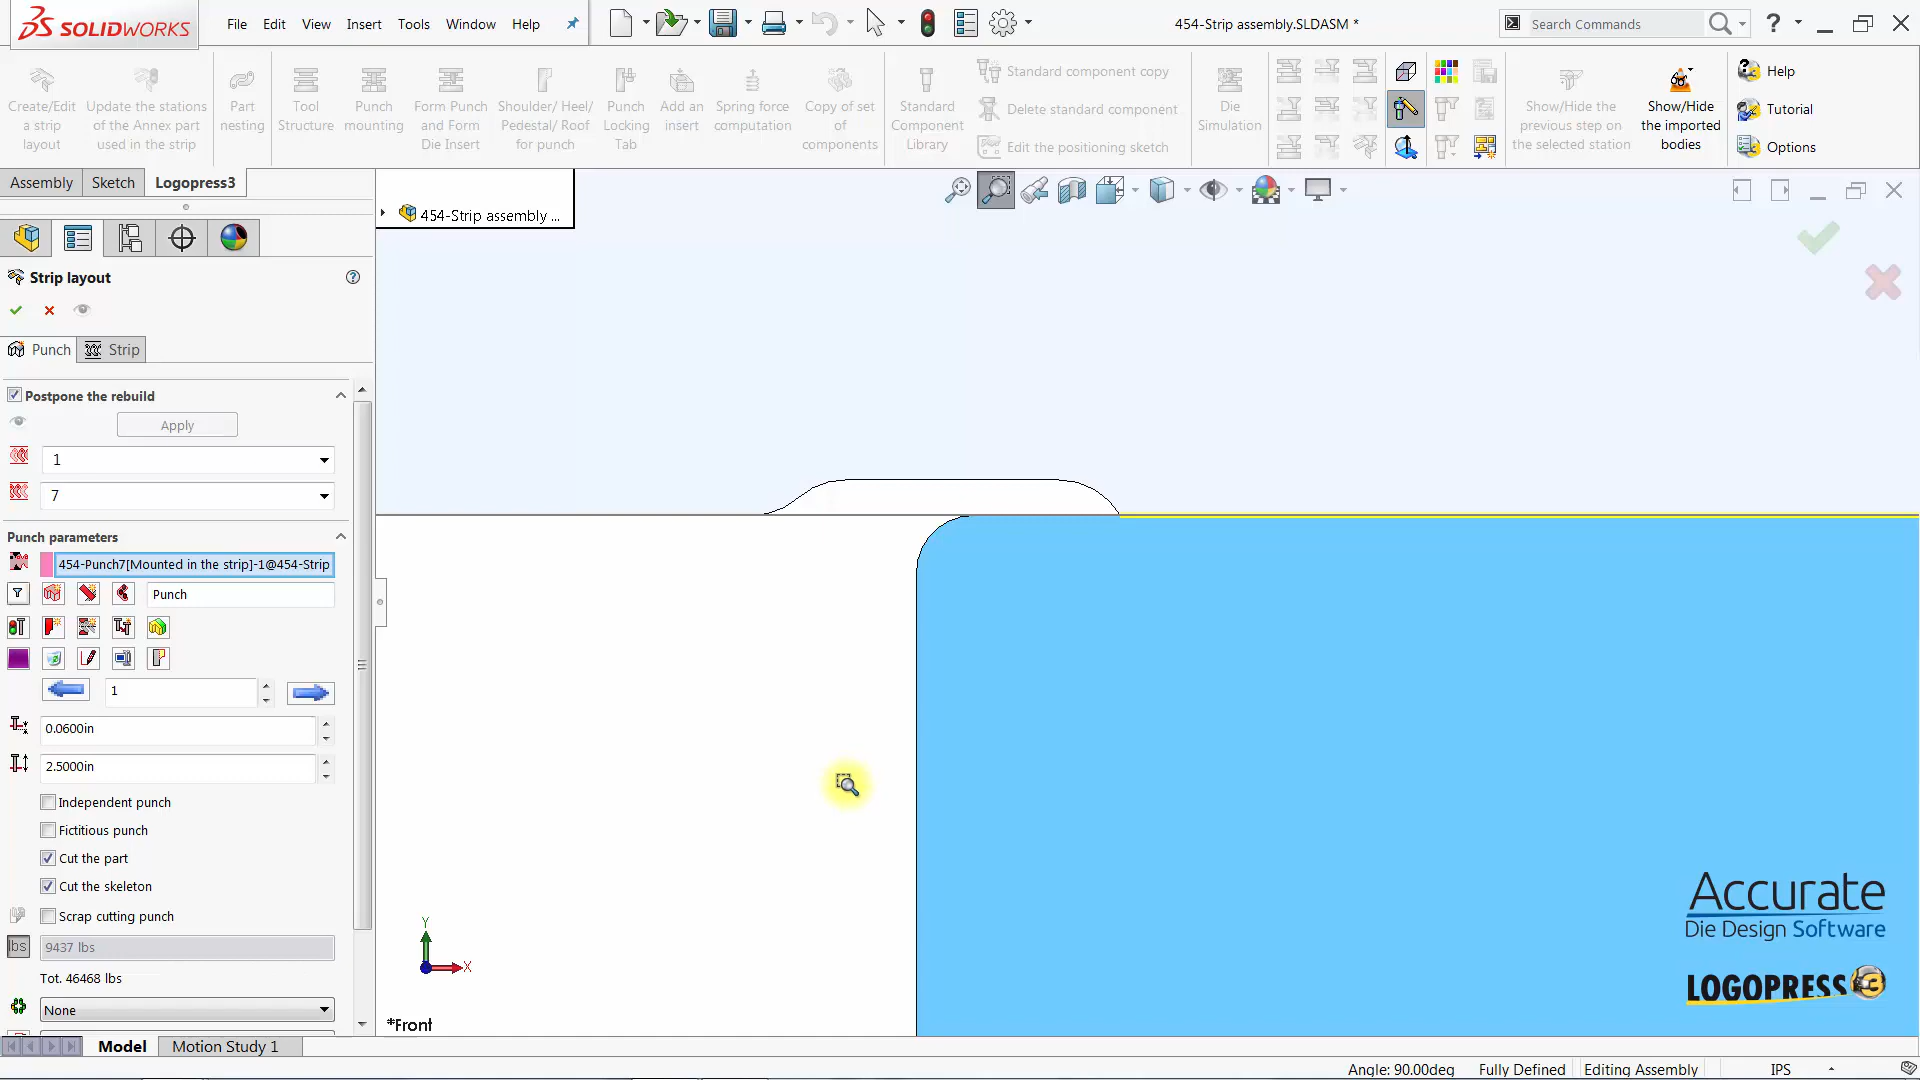 SOLIDWORKS
File Edit View Insert Tools Window Help
454-Strip assembly.SLDASM *
Search Commands
Create/Edit a strip layout
Update the stations of the Annex part used in the strip
Part nesting
Tool Structure
Punch mounting
Form Punch and Form Die Insert
Shoulder/ Heel/ Pedestal/ Roof for punch
Punch Locking Tab
Add an insert
Spring force computation
Copy of set of components
Standard Component Library
Standard component copy
Delete standard component
Edit the positioning sketch
Die Simulation
Show/Hide the previous step on the selected station
Show/Hide the imported bodies
Help
Tutorial
Options
Assembly Sketch Logopress3
454-Strip assembly ...
Strip layout
Punch Strip
Postpone the rebuild
Apply
1
7
Punch parameters
454-Punch7[Mounted in the strip]-1@454-Strip
Punch
1
0.0600in
2.5000in
Independent punch
Fictitious punch
Cut the part
Cut the skeleton
Scrap cutting punch
lbs 9437 lbs
Tot. 46468 lbs
None
Y
X
*Front
Accurate
Die Design Software
LOGOPRESS3
Model Motion Study 1
Angle: 90.00deg Fully Defined Editing Assembly IPS